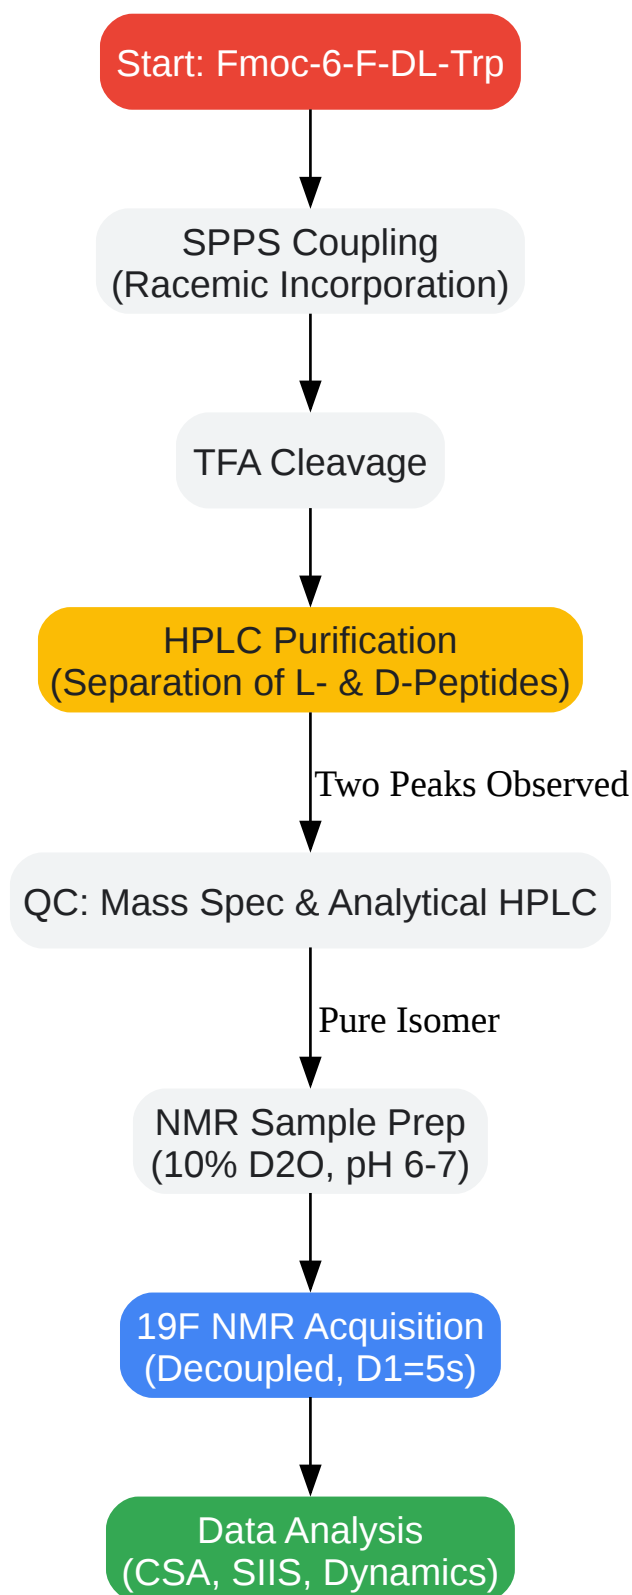 Start: Fmoc-6-F-DL-Trp
SPPS Coupling
(Racemic Incorporation)
TFA Cleavage
HPLC Purification
(Separation of L- & D-Peptides)
Two Peaks Observed
QC: Mass Spec & Analytical HPLC
Pure Isomer
NMR Sample Prep
(10% D2O, pH 6-7)
19F NMR Acquisition
(Decoupled, D1=5s)
Data Analysis
(CSA, SIIS, Dynamics)